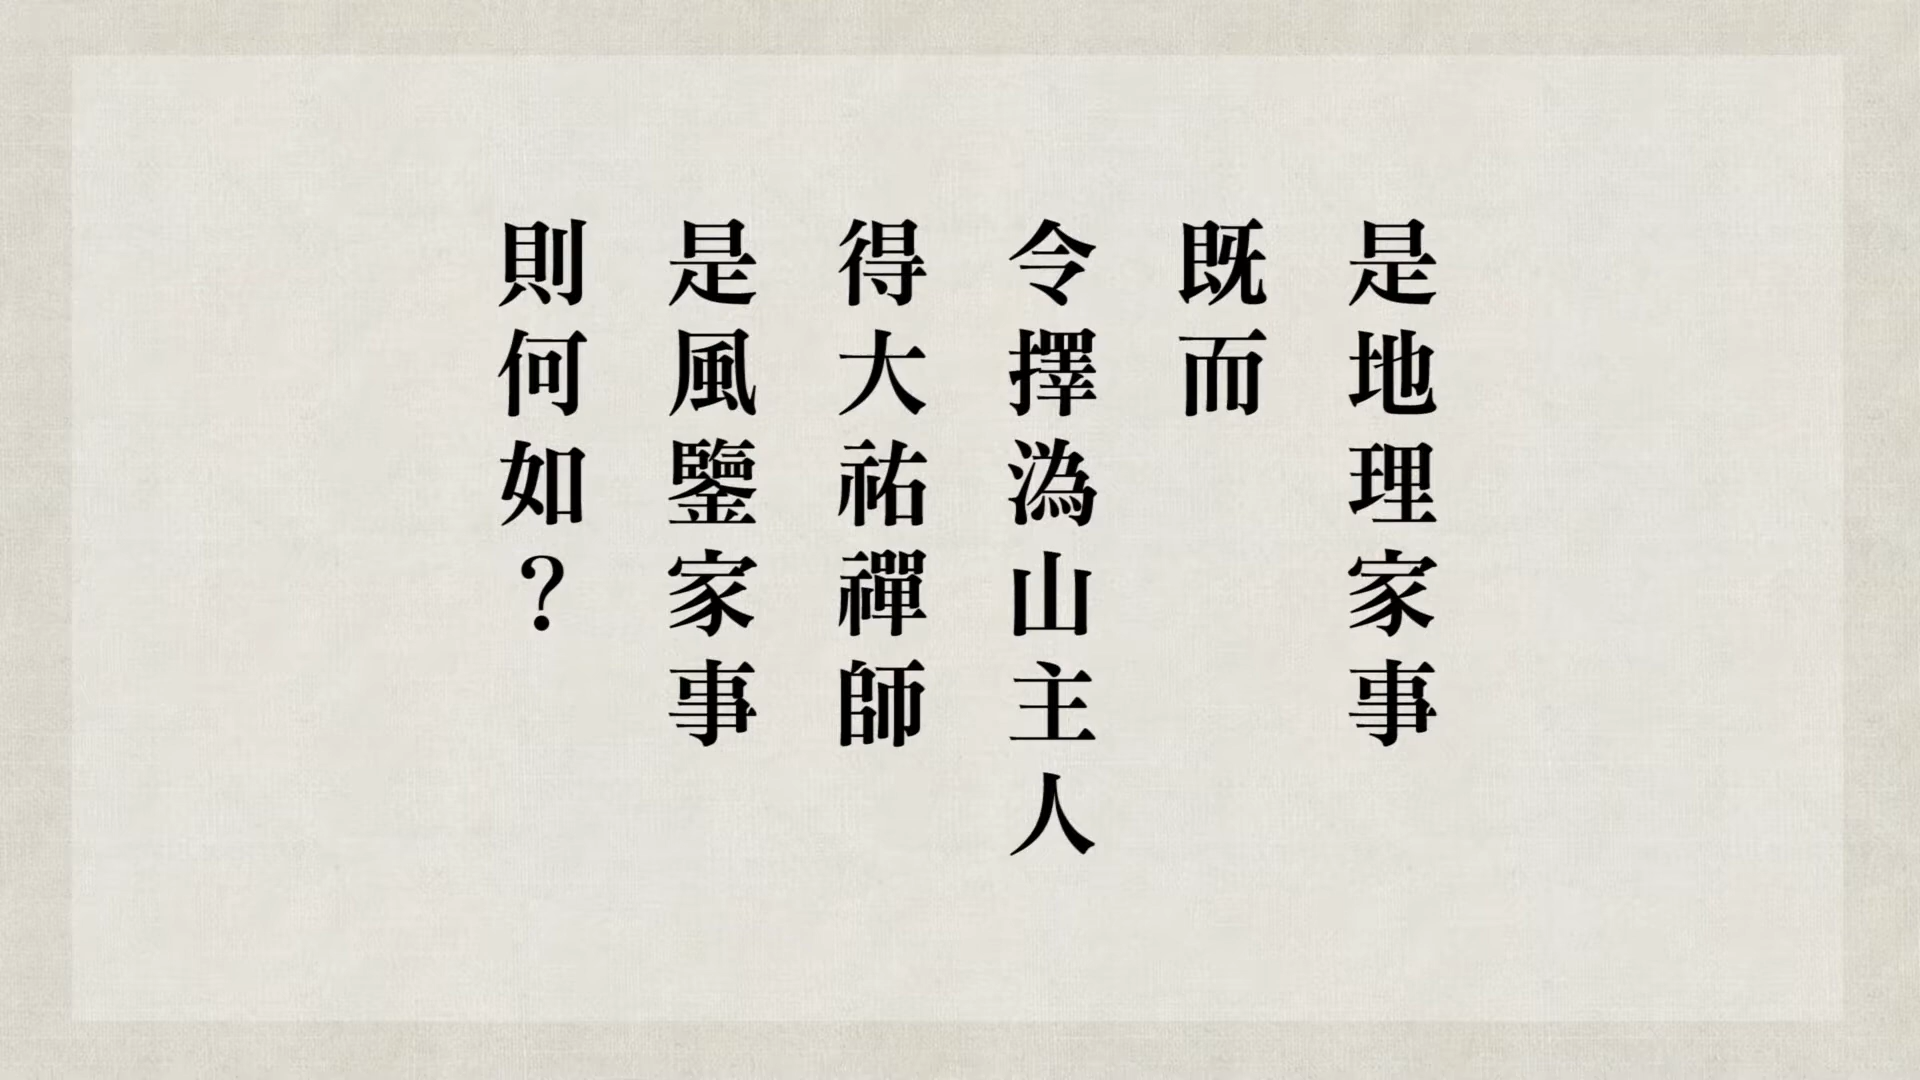 是地理家事
既而
令擇溈山主人
得大祐禪師
是風鑒家事
則何如？